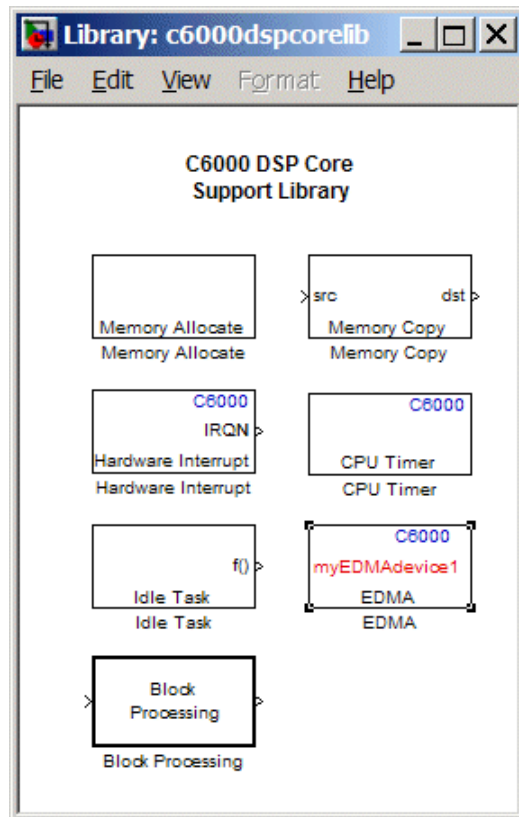 Library: c6000dspcorelib
File Edit View Format Help
C6000 DSP Core
Support Library
Memory Allocate
Memory Allocate
src dst
Memory Copy
Memory Copy
C6000
IRQN
Hardware Interrupt
Hardware Interrupt
C6000
CPU Timer
CPU Timer
f()
Idle Task
Idle Task
C6000
myEDMAdevice1
EDMA
EDMA
Block
Processing
Block Processing